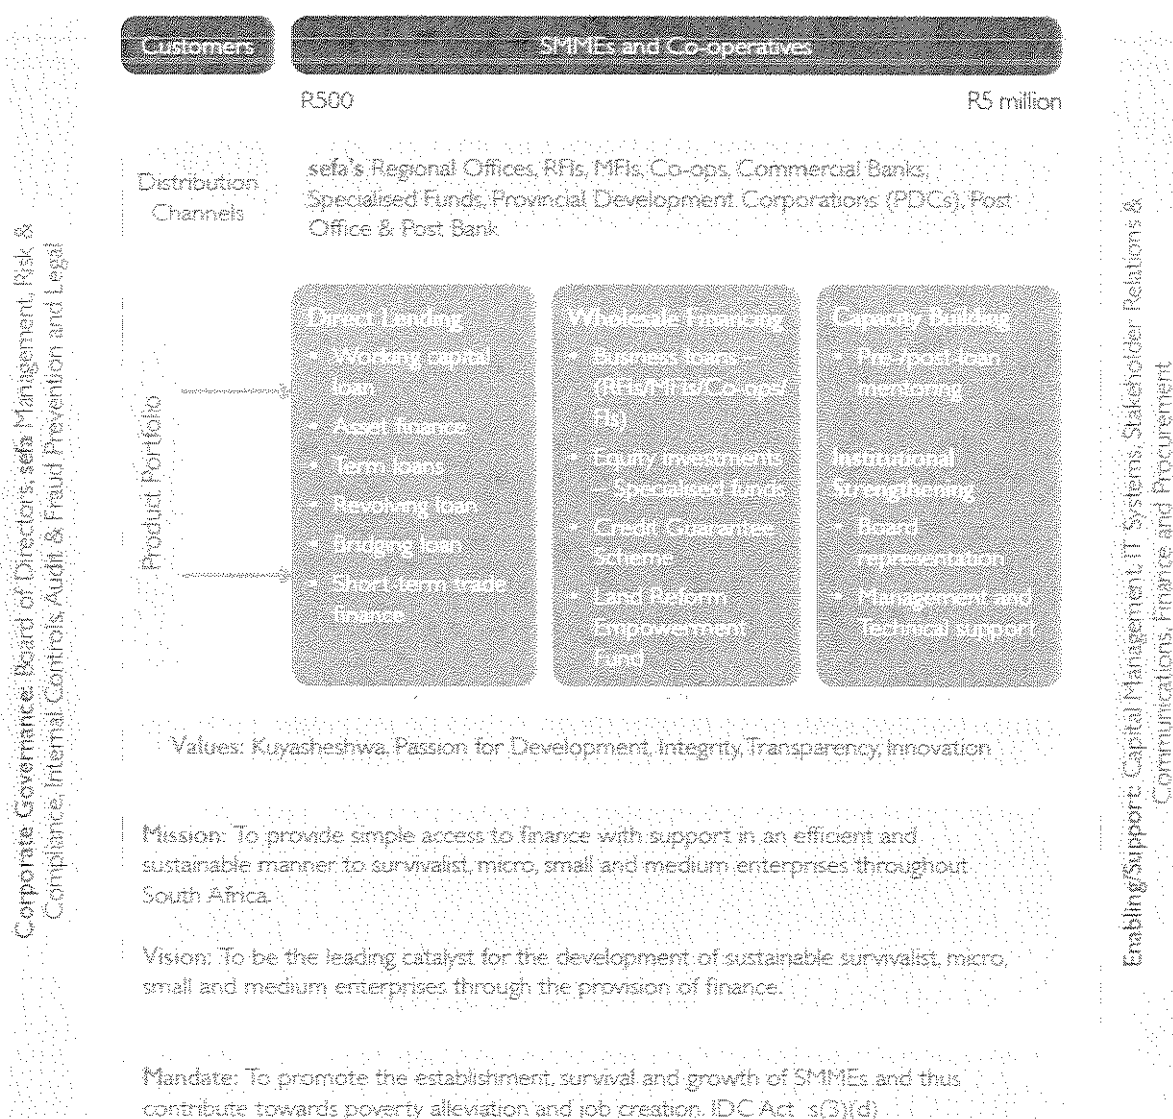 Customers
SMMEs and Co-operatives
R500
R5 million
Distribution
Channels
sefa's Regional Offices, RFIs, MFIs, Co-ops, Commercial Banks,
Specialised Funds, Provincial Development Corporations (PDCs), Post
Office & Post Bank
Product Portfolio
Direct Lending
• Working capital
loan
• Asset finance
• Term loans
• Revolving loan
• Bridging loan
• Short-term trade
finance
Wholesale Financing
• Business loans –
(RFIs/MFIs/Co-ops/
FIs)
• Equity Investments
– Specialised funds
• Credit Guarantee
Scheme
• Land Reform
Empowerment
Fund
Capacity Building
• Pre-/post-loan
mentoring
Institutional
Strengthening
• Board
representation
• Management and
Technical support
Values: Kuyasheshwa, Passion for Development, Integrity, Transparency, Innovation
Mission: To provide simple access to finance with support in an efficient and
sustainable manner to survivalist, micro, small and medium enterprises throughout
South Africa.
Vision: To be the leading catalyst for the development of sustainable survivalist, micro,
small and medium enterprises through the provision of finance.
Mandate: To promote the establishment, survival and growth of SMMEs and thus
contribute towards poverty alleviation and job creation. IDC Act s(3)(d)
Corporate Governance: Board of Directors, sefa Management, Risk &
Compliance, Internal Controls, Audit & Fraud Prevention and Legal
Enabling/Support: Capital Management, IT Systems, Stakeholder Relations &
Communications, Finance and Procurement